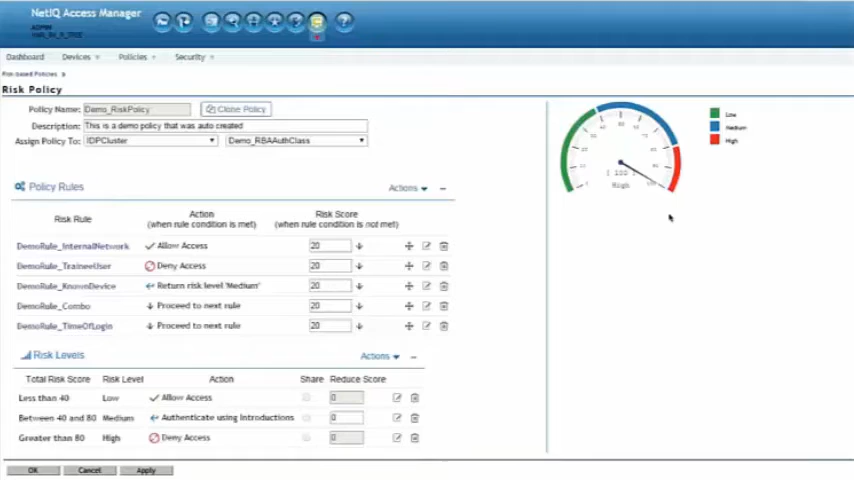 NetIQ Access Manager
ADMIN
Dashboard Devices Policies Security
Risk-based Policies
Risk Policy
Policy Name: Demo_RiskPolicy Clone Policy
Description: This is a demo policy that was auto created
Assign Policy To: IDPCluster Demo_RBAAuthClass
Low
Medium
High
[ 100 ]
High
Policy Rules Actions
Risk Rule Action (when rule condition is met) Risk Score (when rule condition is not met)
DemoRule_InternalNetwork Allow Access 20
DemoRule_TraineeUser Deny Access 20
DemoRule_KnownDevice Return risk level 'Medium' 20
DemoRule_Combo Proceed to next rule 20
DemoRule_TimeOfLogin Proceed to next rule 20
Risk Levels Actions
Total Risk Score Risk Level Action Share Reduce Score
Less than 40 Low Allow Access 0
Between 40 and 80 Medium Authenticate using Introductions 0
Greater than 80 High Deny Access 0
OK Cancel Apply